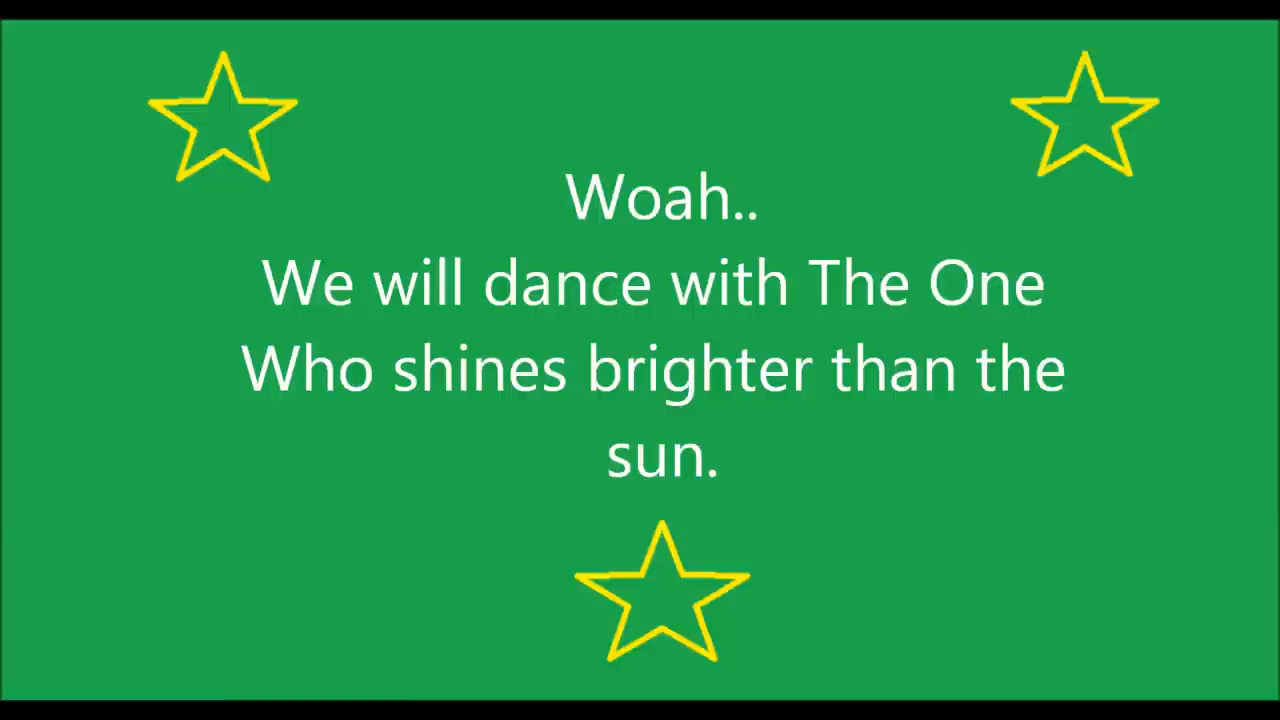 Woah..
We will dance with The One
Who shines brighter than the
sun.